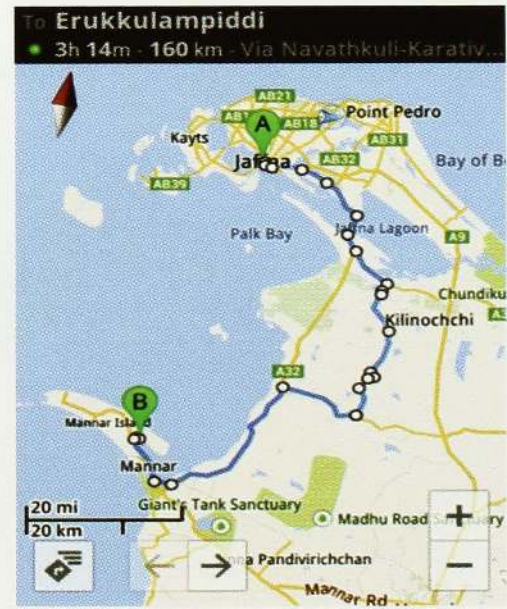 To Erukkulampiddi
3h 14m - 160 km - Via Navathkuli-Karativ...
AB21
Point Pedro
A
AB18
Kayts
AB31
Jaffna
AB32
Bay of B
AB39
Palk Bay
Jaffna Lagoon
A9
Chundiku
Kilinochchi
A32
B
Mannar Island
Mannar
20 mi
20 km
Giant's Tank Sanctuary
Madhu Road Sanctuary
+
Pandivirichchan
−
Mannar Rd